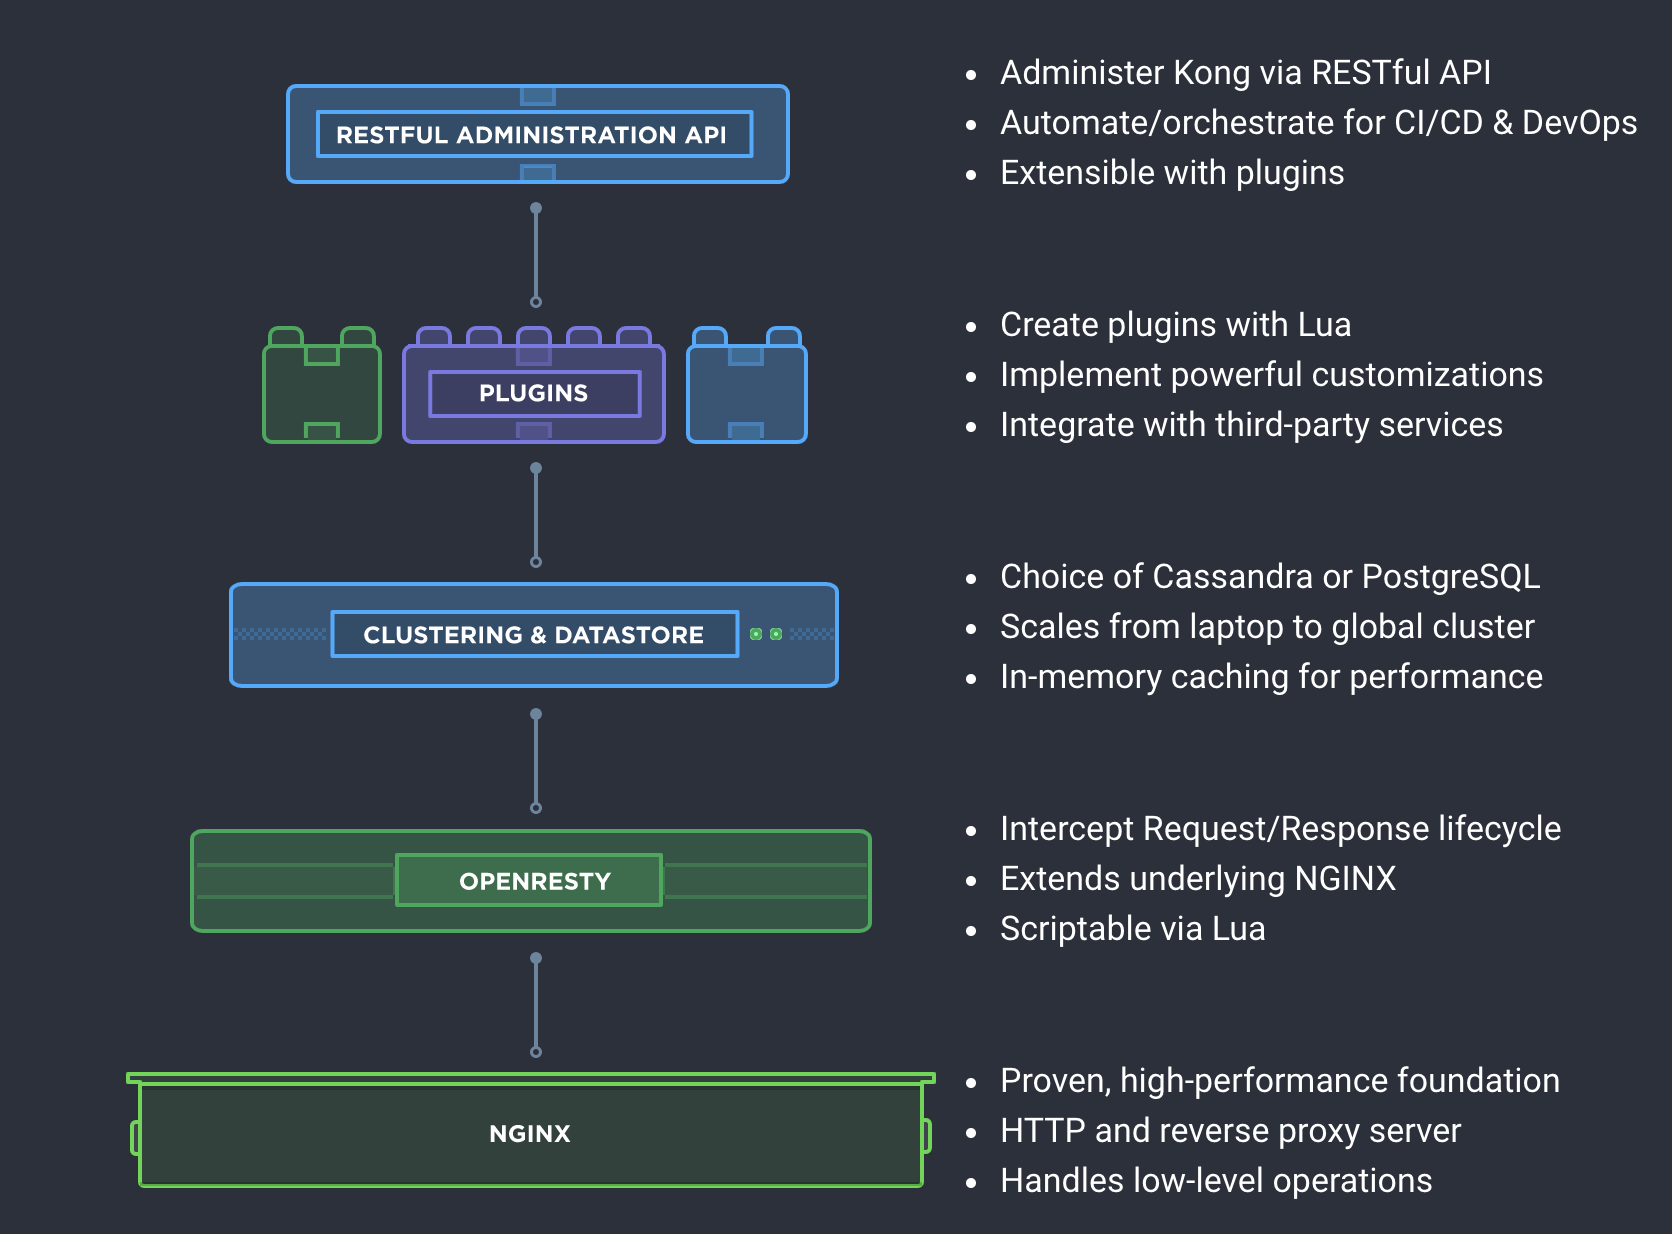 RESTFUL ADMINISTRATION API
• Administer Kong via RESTful API
• Automate/orchestrate for CI/CD & DevOps
• Extensible with plugins
PLUGINS
• Create plugins with Lua
• Implement powerful customizations
• Integrate with third-party services
CLUSTERING & DATASTORE
• Choice of Cassandra or PostgreSQL
• Scales from laptop to global cluster
• In-memory caching for performance
OPENRESTY
• Intercept Request/Response lifecycle
• Extends underlying NGINX
• Scriptable via Lua
NGINX
• Proven, high-performance foundation
• HTTP and reverse proxy server
• Handles low-level operations